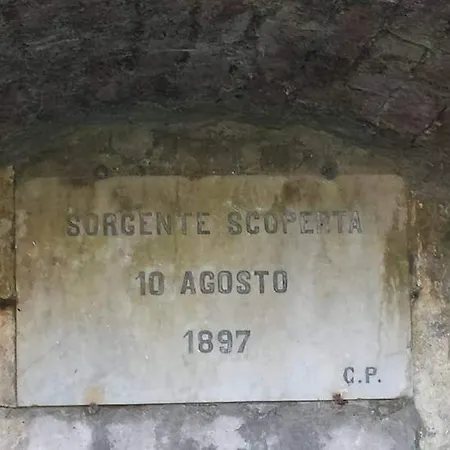 SORGENTE SCOPERTA
10 AGOSTO
1897
C.P.